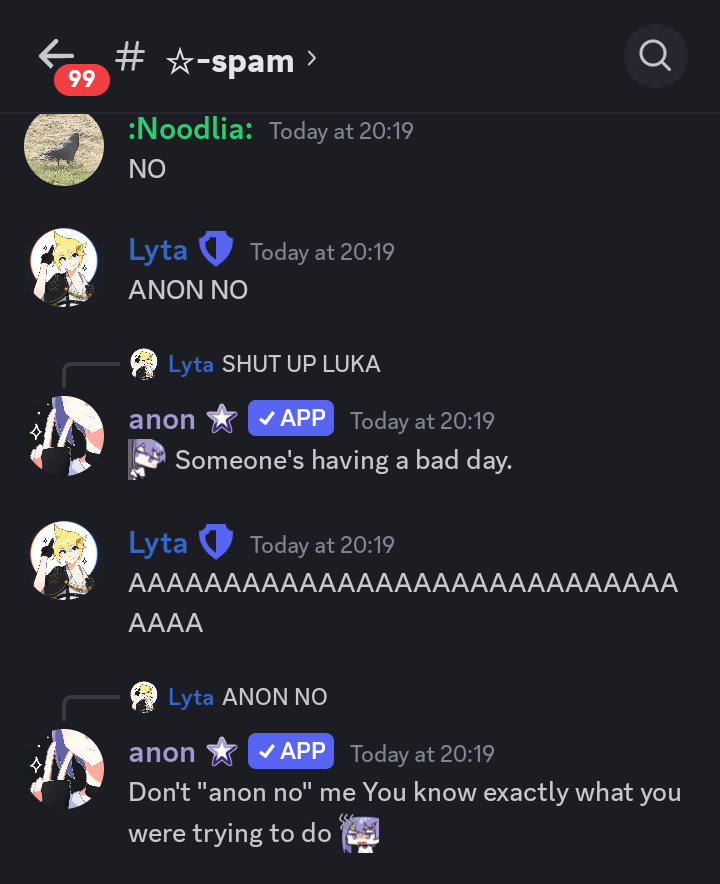 99
# ☆-spam ›
:Noodlia: Today at 20:19
NO
Lyta Today at 20:19
ANON NO
Lyta SHUT UP LUKA
anon ✓ APP Today at 20:19
Someone's having a bad day.
Lyta Today at 20:19
AAAAAAAAAAAAAAAAAAAAAAAAAAAAAA
AAAA
Lyta ANON NO
anon ✓ APP Today at 20:19
Don't "anon no" me You know exactly what you
were trying to do